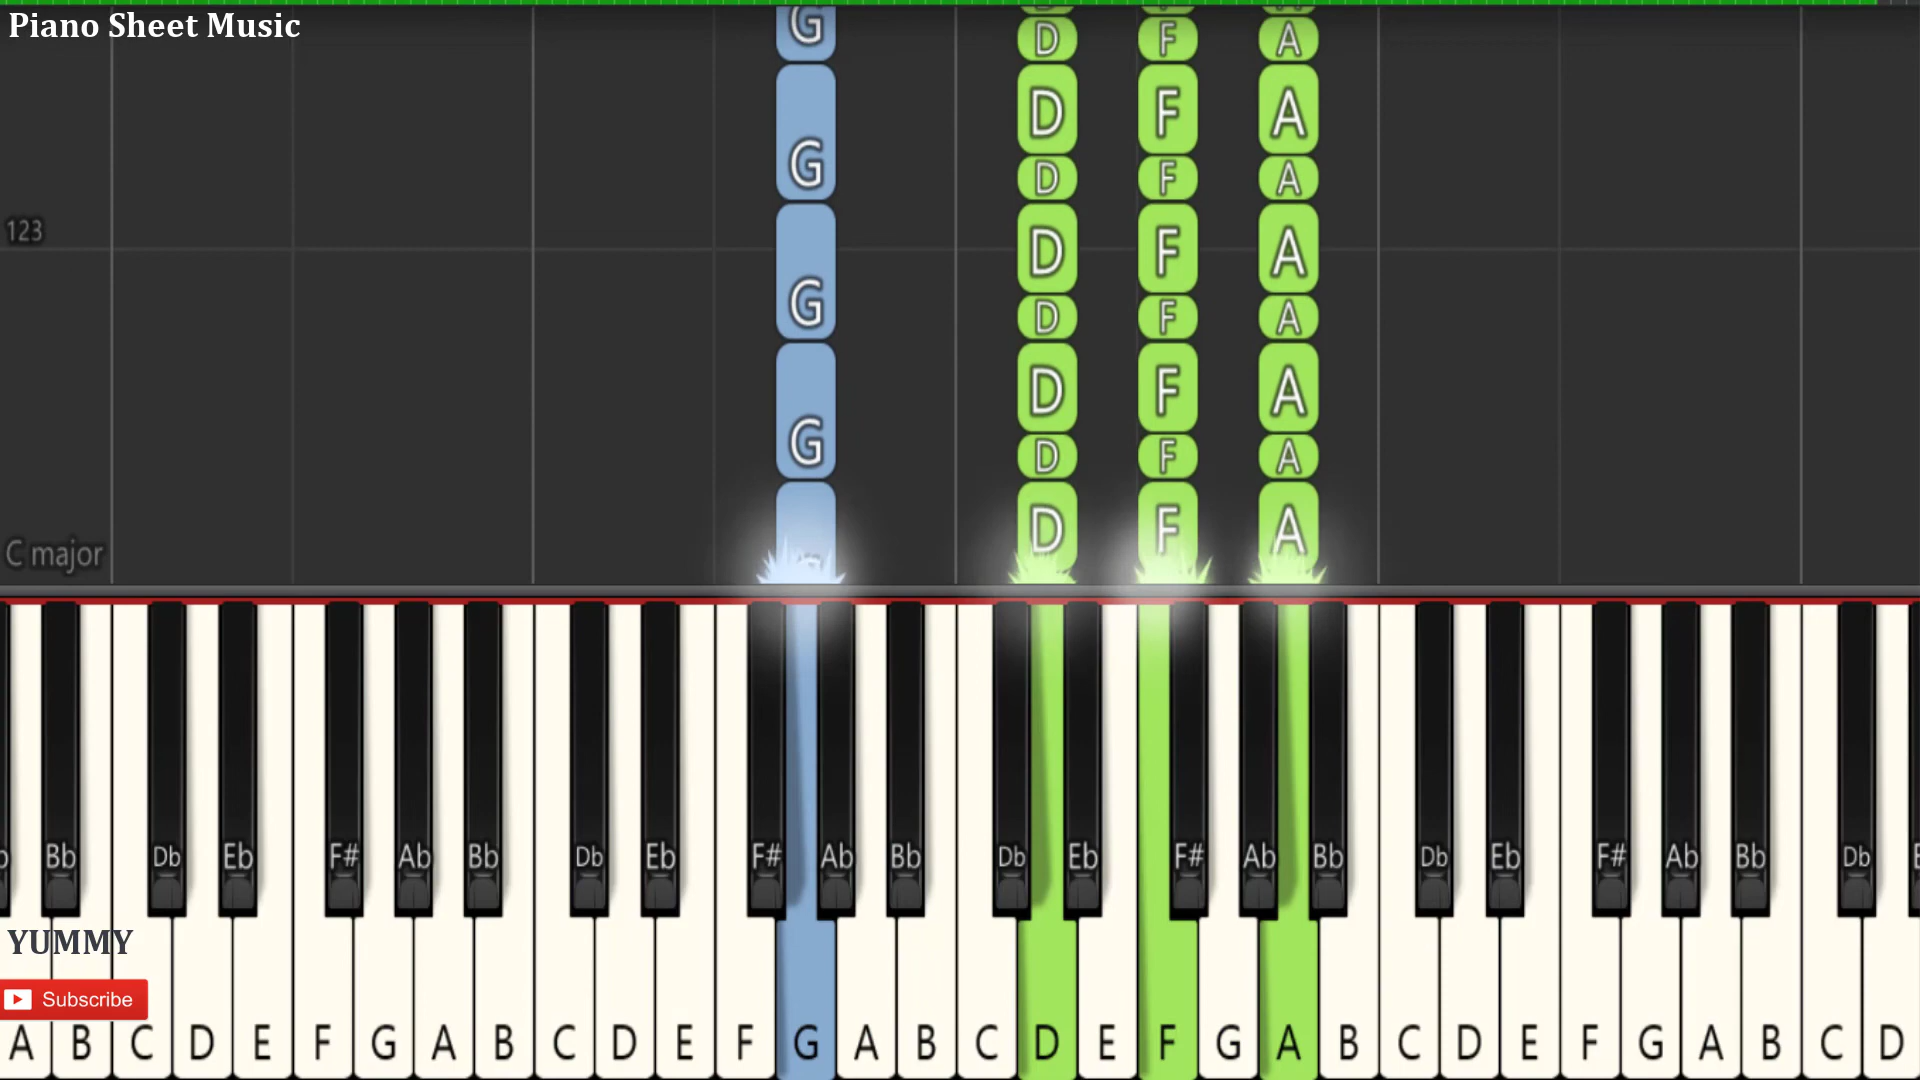 Piano Sheet Music
G D F A
D F A
G
D F A
123
D F A
G
D F A
D F A
G
D F A
D F A
C major
Bb Db Eb F# Ab Bb Db Eb F# Ab Bb Db Eb F# Ab Bb Db Eb F# Ab Bb Db
YUMMY
Subscribe
A B C D E F G A B C D E F G A B C D E F G A B C D E F G A B C D